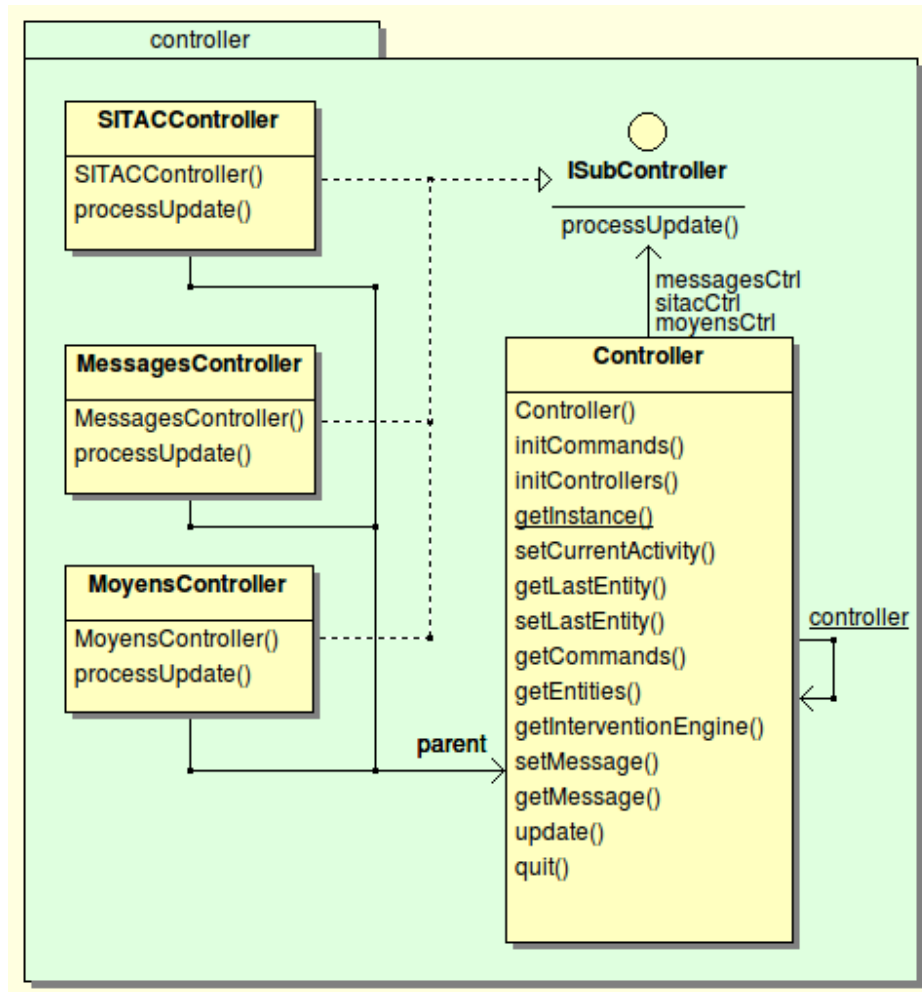 controller
SITACController
SITACController()
processUpdate()
ISubController
processUpdate()
messagesCtrl
sitacCtrl
moyensCtrl
MessagesController
MessagesController()
processUpdate()
MoyensController
MoyensController()
processUpdate()
parent
Controller
Controller()
initCommands()
initControllers()
getInstance()
setCurrentActivity()
getLastEntity()
setLastEntity()
getCommands()
getEntities()
getInterventionEngine()
setMessage()
getMessage()
update()
quit()
controller